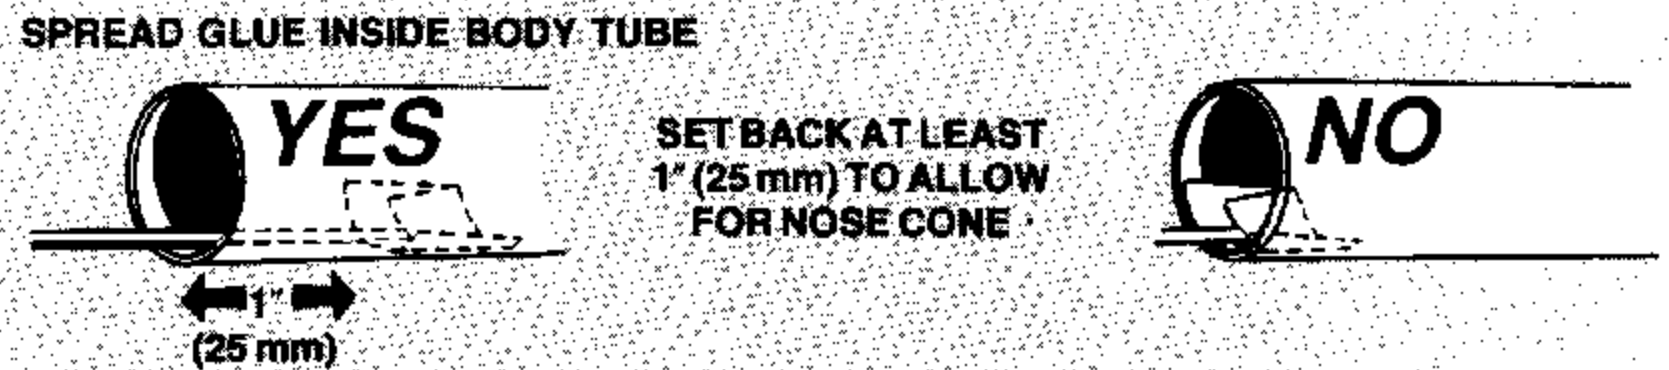 SPREAD GLUE INSIDE BODY TUBE
YES
SET BACK AT LEAST
1" (25 mm) TO ALLOW
FOR NOSE CONE
NO
1"
(25 mm)